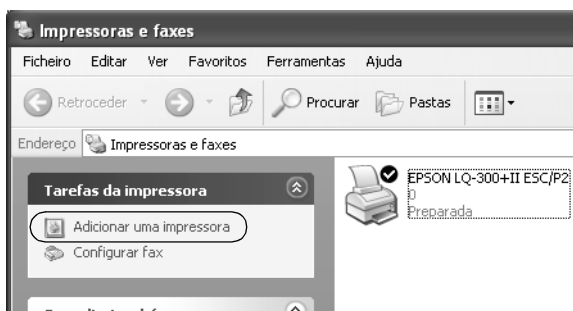 Impressoras e faxes
Ficheiro Editar Ver Favoritos Ferramentas Ajuda
Retroceder Procurar Pastas
Endereço Impressoras e faxes
Tarefas da impressora
Adicionar uma impressora
Configurar fax
EPSON LQ-300+II ESC/P2
0
Preparada